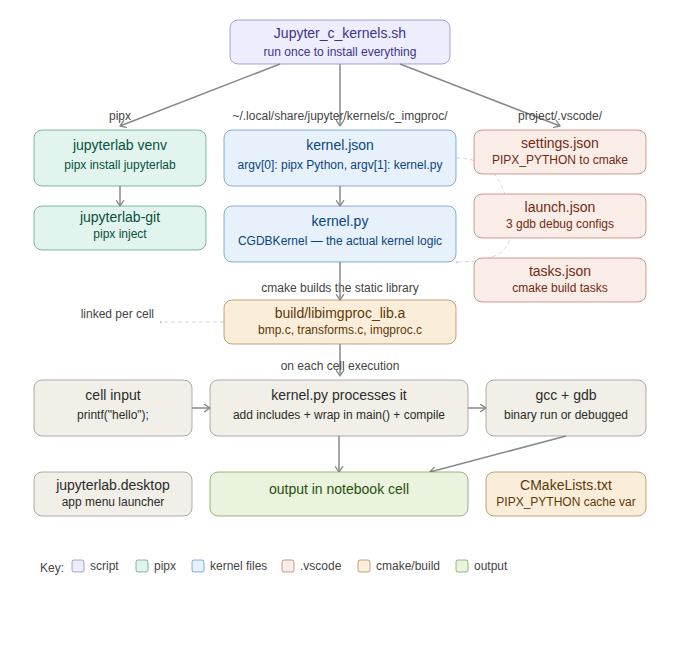 Jupyter_c_kernels.sh
run once to install everything
pipx
~/.local/share/jupyter/kernels/c_imgproc/
project/.vscode/
jupyterlab venv
pipx install jupyterlab
kernel.json
argv[0]: pipx Python, argv[1]: kernel.py
settings.json
PIPX_PYTHON to cmake
jupyterlab-git
pipx inject
kernel.py
CGDBKernel — the actual kernel logic
launch.json
3 gdb debug configs
tasks.json
cmake build tasks
cmake builds the static library
linked per cell
build/libimgproc_lib.a
bmp.c, transforms.c, imgproc.c
on each cell execution
cell input
printf("hello");
kernel.py processes it
add includes + wrap in main() + compile
gcc + gdb
binary run or debugged
jupyterlab.desktop
app menu launcher
output in notebook cell
CMakeLists.txt
PIPX_PYTHON cache var
Key: script pipx kernel files .vscode cmake/build output